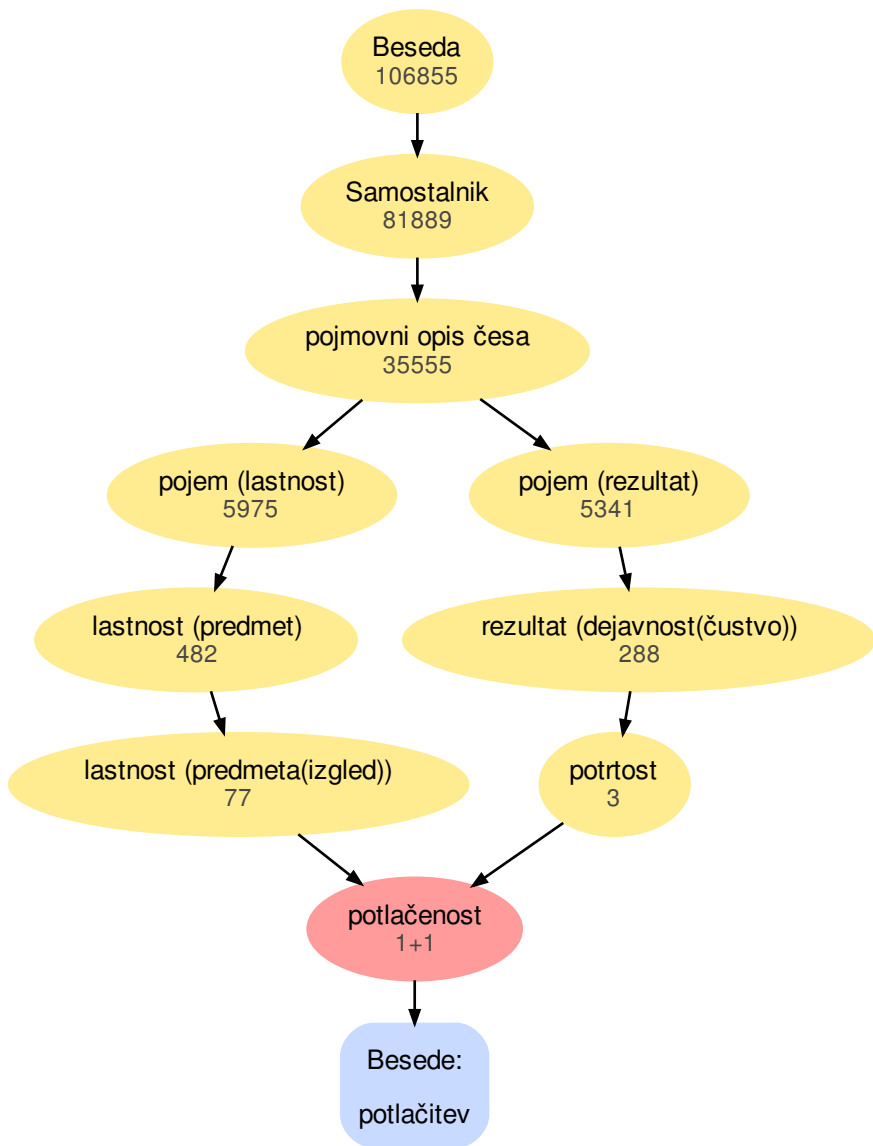 Beseda
106855
Samostalnik
81889
pojmovni opis česa
35555
pojem (lastnost)
5975
pojem (rezultat)
5341
lastnost (predmet)
482
rezultat (dejavnost(čustvo))
288
lastnost (predmeta(izgled))
77
potrtost
3
potlačenost
1+1
Besede:
potlačitev